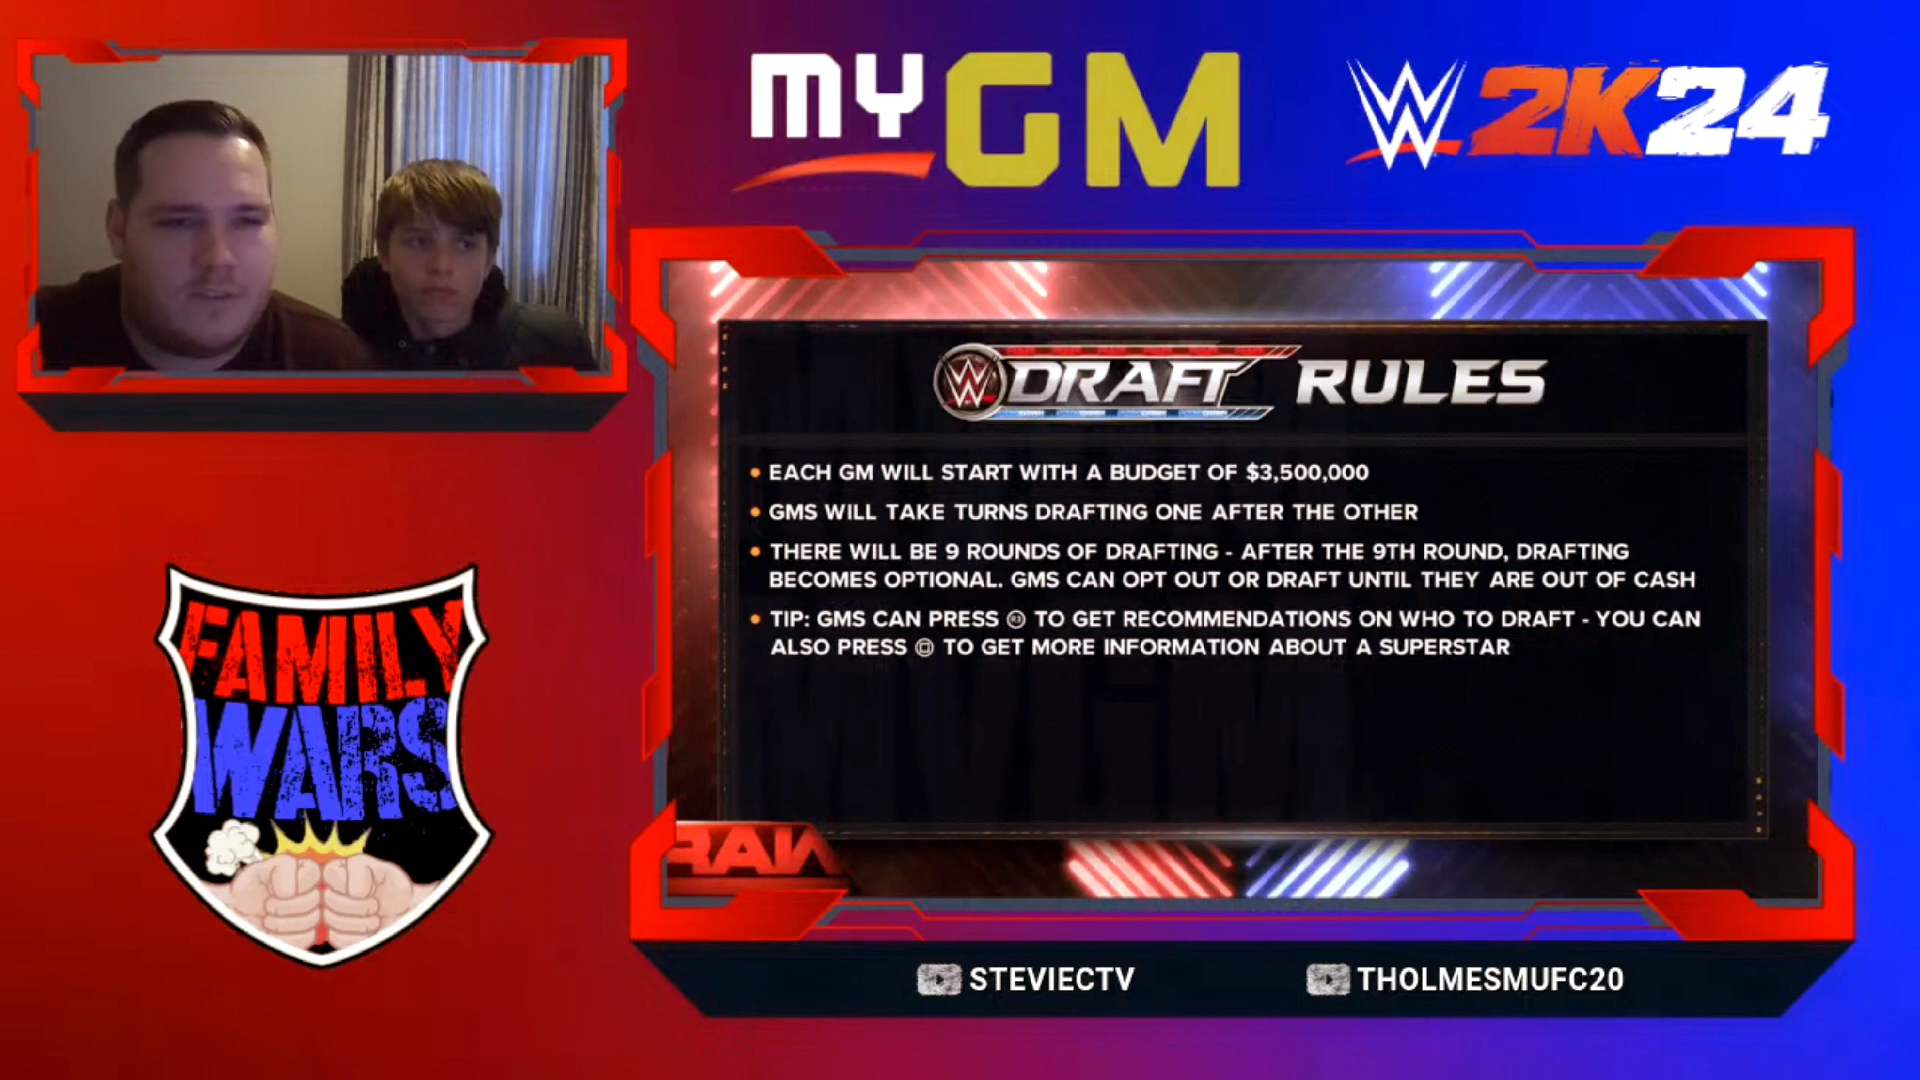 MYGM
W2K24
W DRAFT RULES
• EACH GM WILL START WITH A BUDGET OF $3,500,000
• GMS WILL TAKE TURNS DRAFTING ONE AFTER THE OTHER
• THERE WILL BE 9 ROUNDS OF DRAFTING - AFTER THE 9TH ROUND, DRAFTING
BECOMES OPTIONAL. GMS CAN OPT OUT OR DRAFT UNTIL THEY ARE OUT OF CASH
• TIP: GMS CAN PRESS R3 TO GET RECOMMENDATIONS ON WHO TO DRAFT - YOU CAN
ALSO PRESS TO GET MORE INFORMATION ABOUT A SUPERSTAR
FAMILY
WARS
RAW
STEVIECTV
THOLMESMUFC20